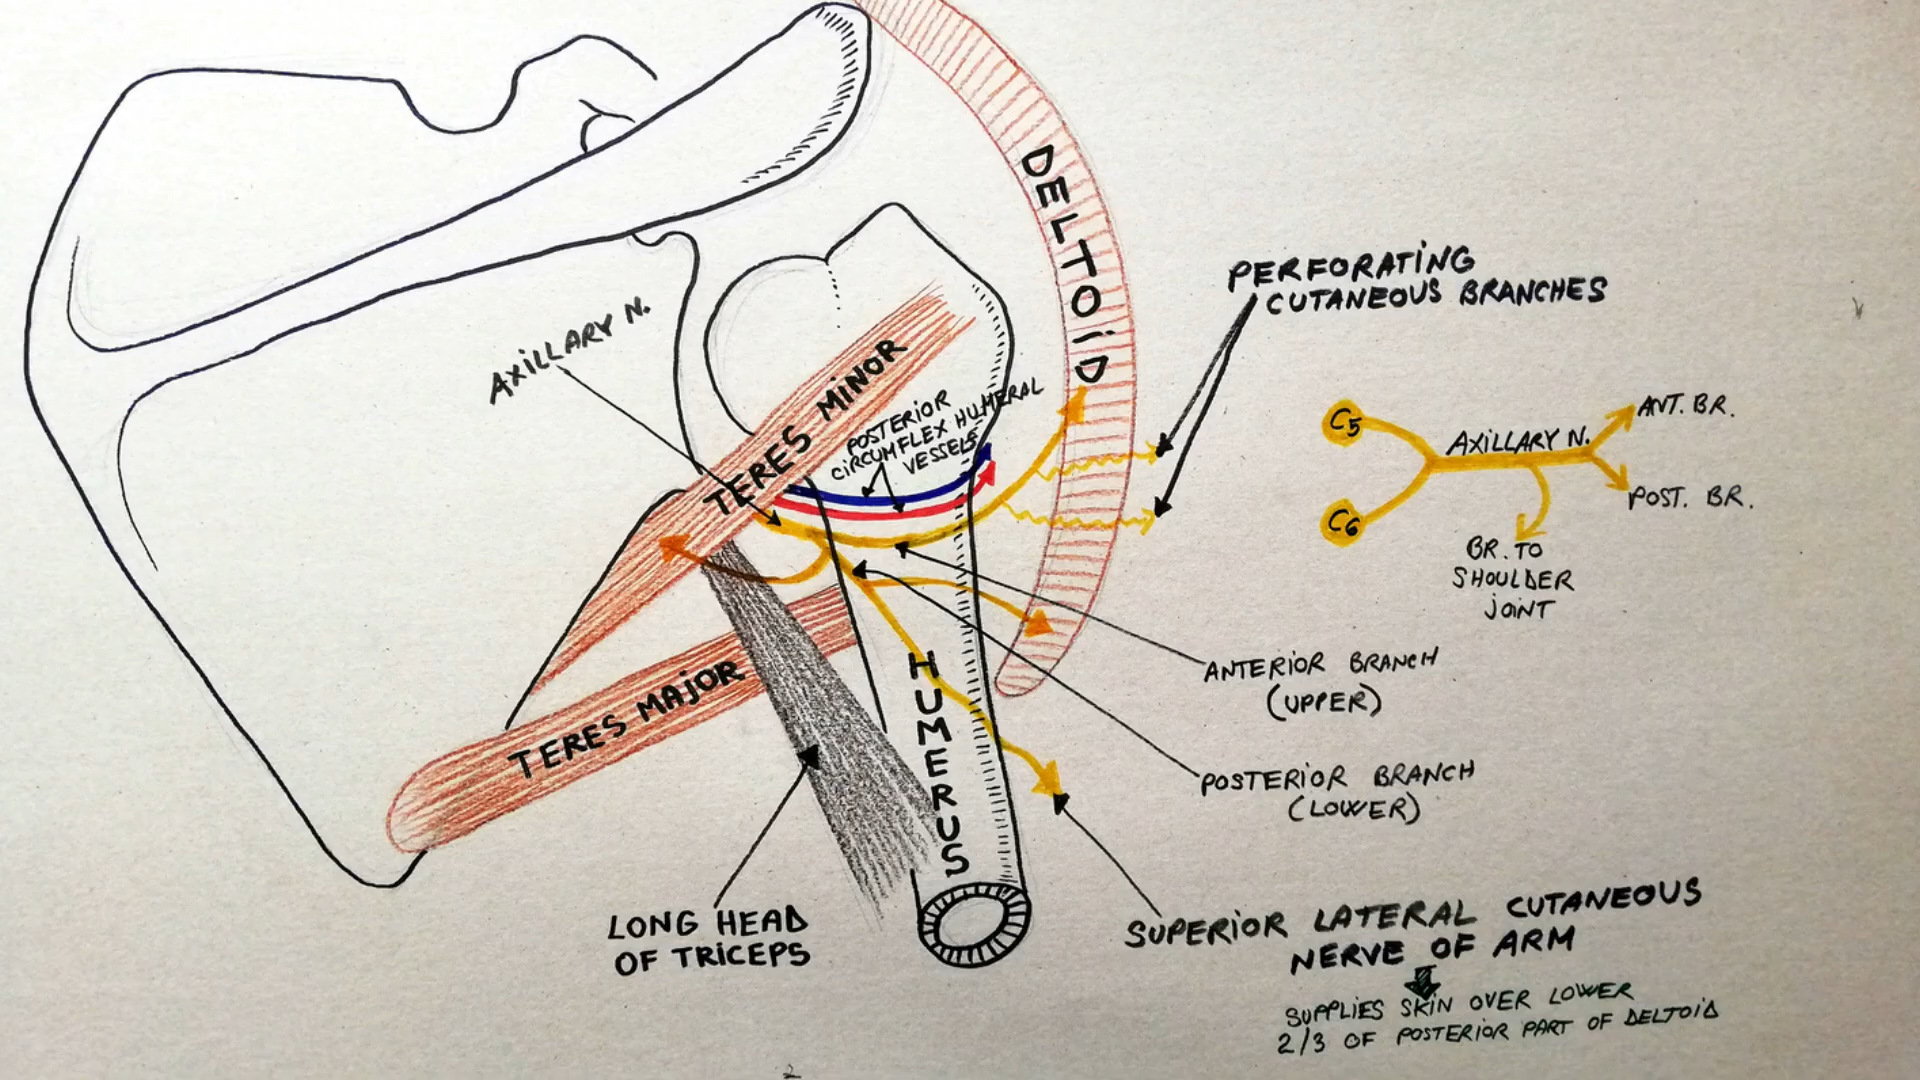 DELTOID
PERFORATING
CUTANEOUS BRANCHES
AXILLARY N.
TERES MINOR
POSTERIOR
CIRCUMFLEX HUMERAL
VESSELS
C5
C6
AXILLARY N.
ANT. BR.
POST. BR.
BR. TO
SHOULDER
JOINT
TERES MAJOR
HUMERUS
ANTERIOR BRANCH
(UPPER)
POSTERIOR BRANCH
(LOWER)
LONG HEAD
OF TRICEPS
SUPERIOR LATERAL CUTANEOUS
NERVE OF ARM
SUPPLIES SKIN OVER LOWER
2/3 OF POSTERIOR PART OF DELTOID
2